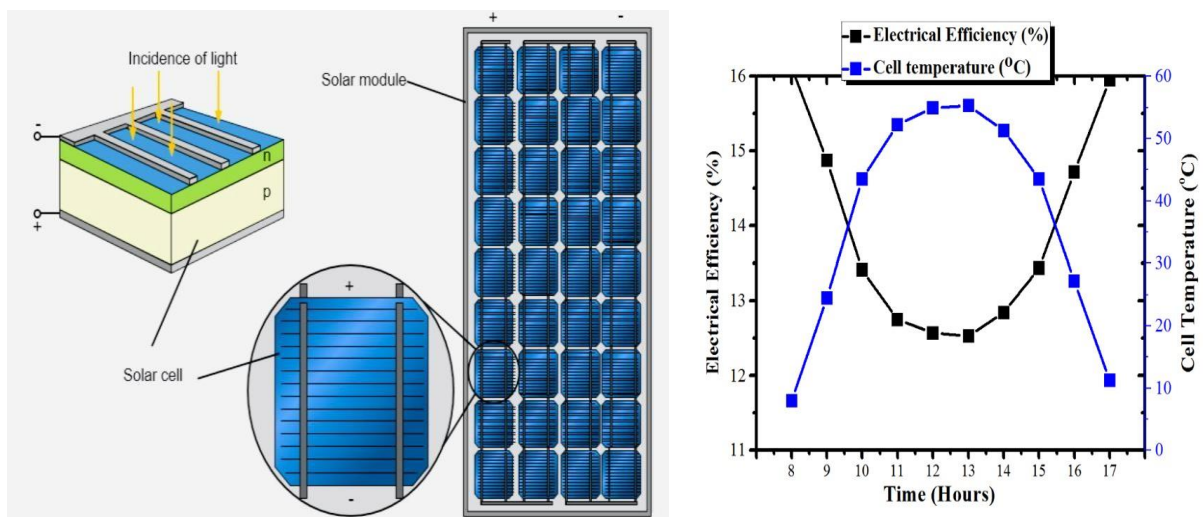 Incidence of light
-
+
n
p
Solar module
+
-
+
Solar cell
-
Electrical Efficiency (%)
Cell temperature (⁰C)
16
15
14
13
12
11
Electrical Efficiency (%)
60
50
40
30
20
10
0
Cell Temperature (°C)
8 9 10 11 12 13 14 15 16 17
Time (Hours)